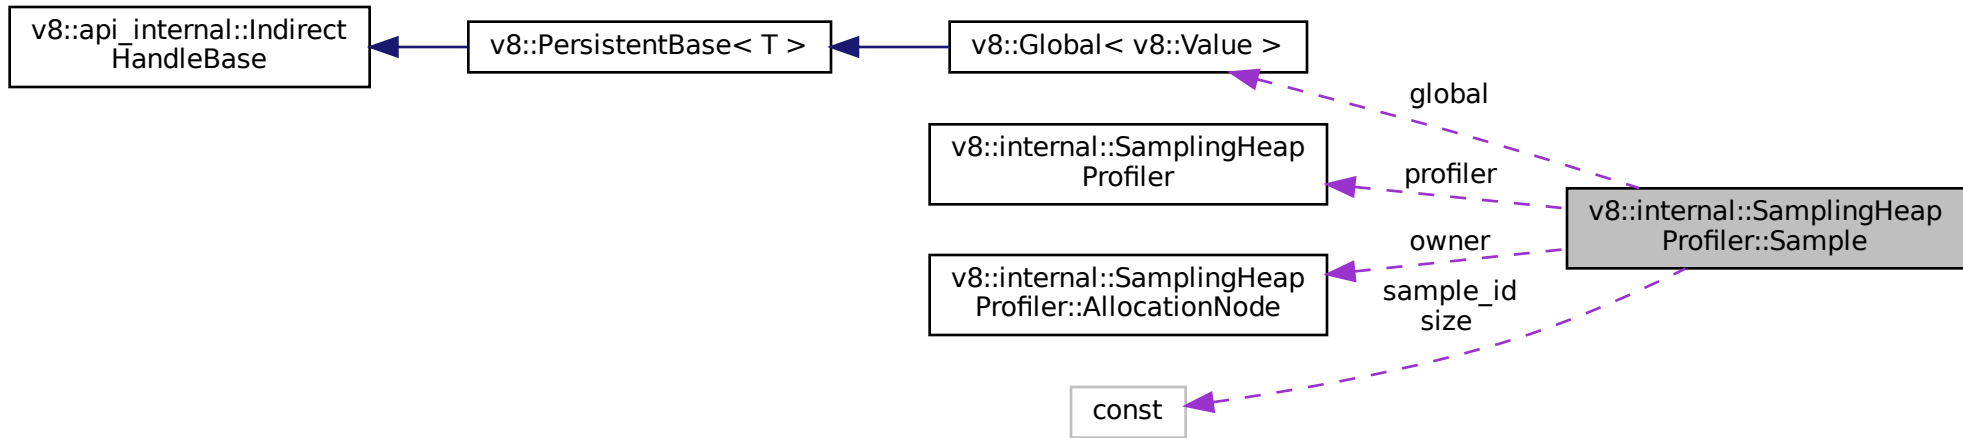 v8::api_internal::Indirect
HandleBase
v8::PersistentBase< T >
v8::Global< v8::Value >
global
v8::internal::SamplingHeap
Profiler
profiler
v8::internal::SamplingHeap
Profiler::Sample
owner
v8::internal::SamplingHeap
Profiler::AllocationNode
sample_id
size
const